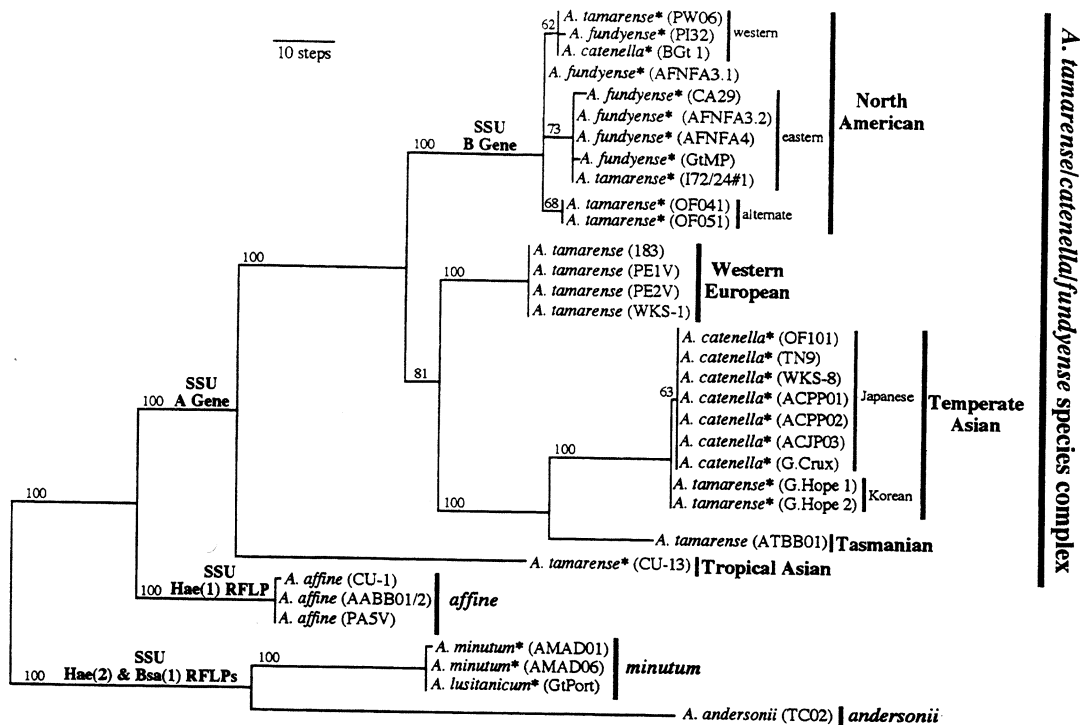 10 steps
62
A. tamarense* (PW06)
A. fundyense* (PI32)
A. catenella* (BGt 1)
western
A. fundyense* (AFNFA3.1)
A. fundyense* (CA29)
A. fundyense* (AFNFA3.2)
73
A. fundyense* (AFNFA4)
A. fundyense* (GtMP)
A. tamarense* (I72/24#1)
eastern
68
A. tamarense* (OF041)
A. tamarense* (OF051)
alternate
North
American
100
SSU
B Gene
100
A. tamarense (183)
100
A. tamarense (PE1V)
A. tamarense (PE2V)
A. tamarense (WKS-1)
Western
European
81
A. catenella* (OF101)
A. catenella* (TN9)
A. catenella* (WKS-8)
63
A. catenella* (ACPP01)
A. catenella* (ACPP02)
A. catenella* (ACJP03)
A. catenella* (G.Crux)
Japanese
A. tamarense* (G.Hope 1)
A. tamarense* (G.Hope 2)
Korean
Temperate
Asian
100
100
A. tamarense (ATBB01)
Tasmanian
A. tamarense* (CU-13)
Tropical Asian
A. tamarense/catenella/fundyense species complex
SSU
100
A Gene
100
SSU
Hae(1) RFLP
100
A. affine (CU-1)
A. affine (AABB01/2)
A. affine (PA5V)
affine
SSU
100
Hae(2) & Bsa(1) RFLPs
100
A. minutum* (AMAD01)
A. minutum* (AMAD06)
A. lusitanicum* (GtPort)
minutum
A. andersonii (TC02)
andersonii